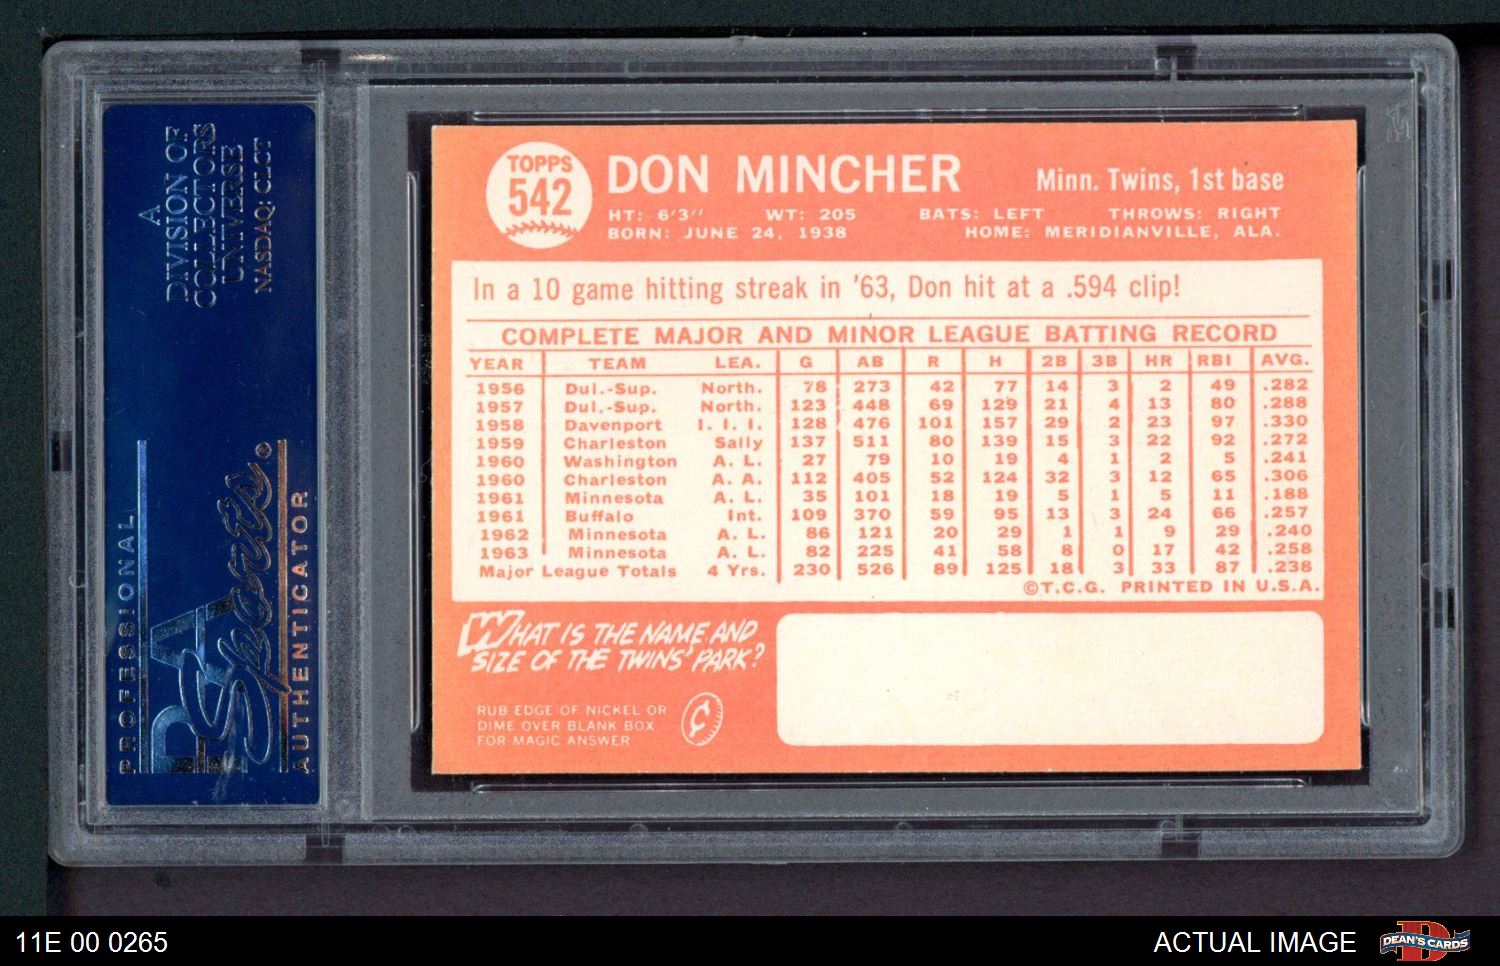 A
DIVISION OF
COLLECTORS
UNIVERSE
NASDAQ: CLCT
PROFESSIONAL
PSA
Sports®
AUTHENTICATOR
TOPPS
542
DON MINCHER
Minn. Twins, 1st base
HT: 6'3" WT: 205 BATS: LEFT THROWS: RIGHT
BORN: JUNE 24, 1938 HOME: MERIDIANVILLE, ALA.
In a 10 game hitting streak in '63, Don hit at a .594 clip!
COMPLETE MAJOR AND MINOR LEAGUE BATTING RECORD
YEAR TEAM LEA. G AB R H 2B 3B HR RBI AVG.
1956 Dul.-Sup. North. 78 273 42 77 14 3 2 49 .282
1957 Dul.-Sup. North. 123 448 69 129 21 4 13 80 .288
1958 Davenport I. I. I. 128 476 101 157 29 2 23 97 .330
1959 Charleston Sally 137 511 80 139 15 3 22 92 .272
1960 Washington A. L. 27 79 10 19 4 1 2 5 .241
1960 Charleston A. A. 112 405 52 124 32 3 12 65 .306
1961 Minnesota A. L. 35 101 18 19 5 1 5 11 .188
1961 Buffalo Int. 109 370 59 95 13 3 24 66 .257
1962 Minnesota A. L. 86 121 20 29 1 1 9 29 .240
1963 Minnesota A. L. 82 225 41 58 8 0 17 42 .258
Major League Totals 4 Yrs. 230 526 89 125 18 3 33 87 .238
©T.C.G. PRINTED IN U.S.A.
WHAT IS THE NAME AND
SIZE OF THE TWINS' PARK?
RUB EDGE OF NICKEL OR
DIME OVER BLANK BOX
FOR MAGIC ANSWER
11E 00 0265
ACTUAL IMAGE
DEAN'S CARDS